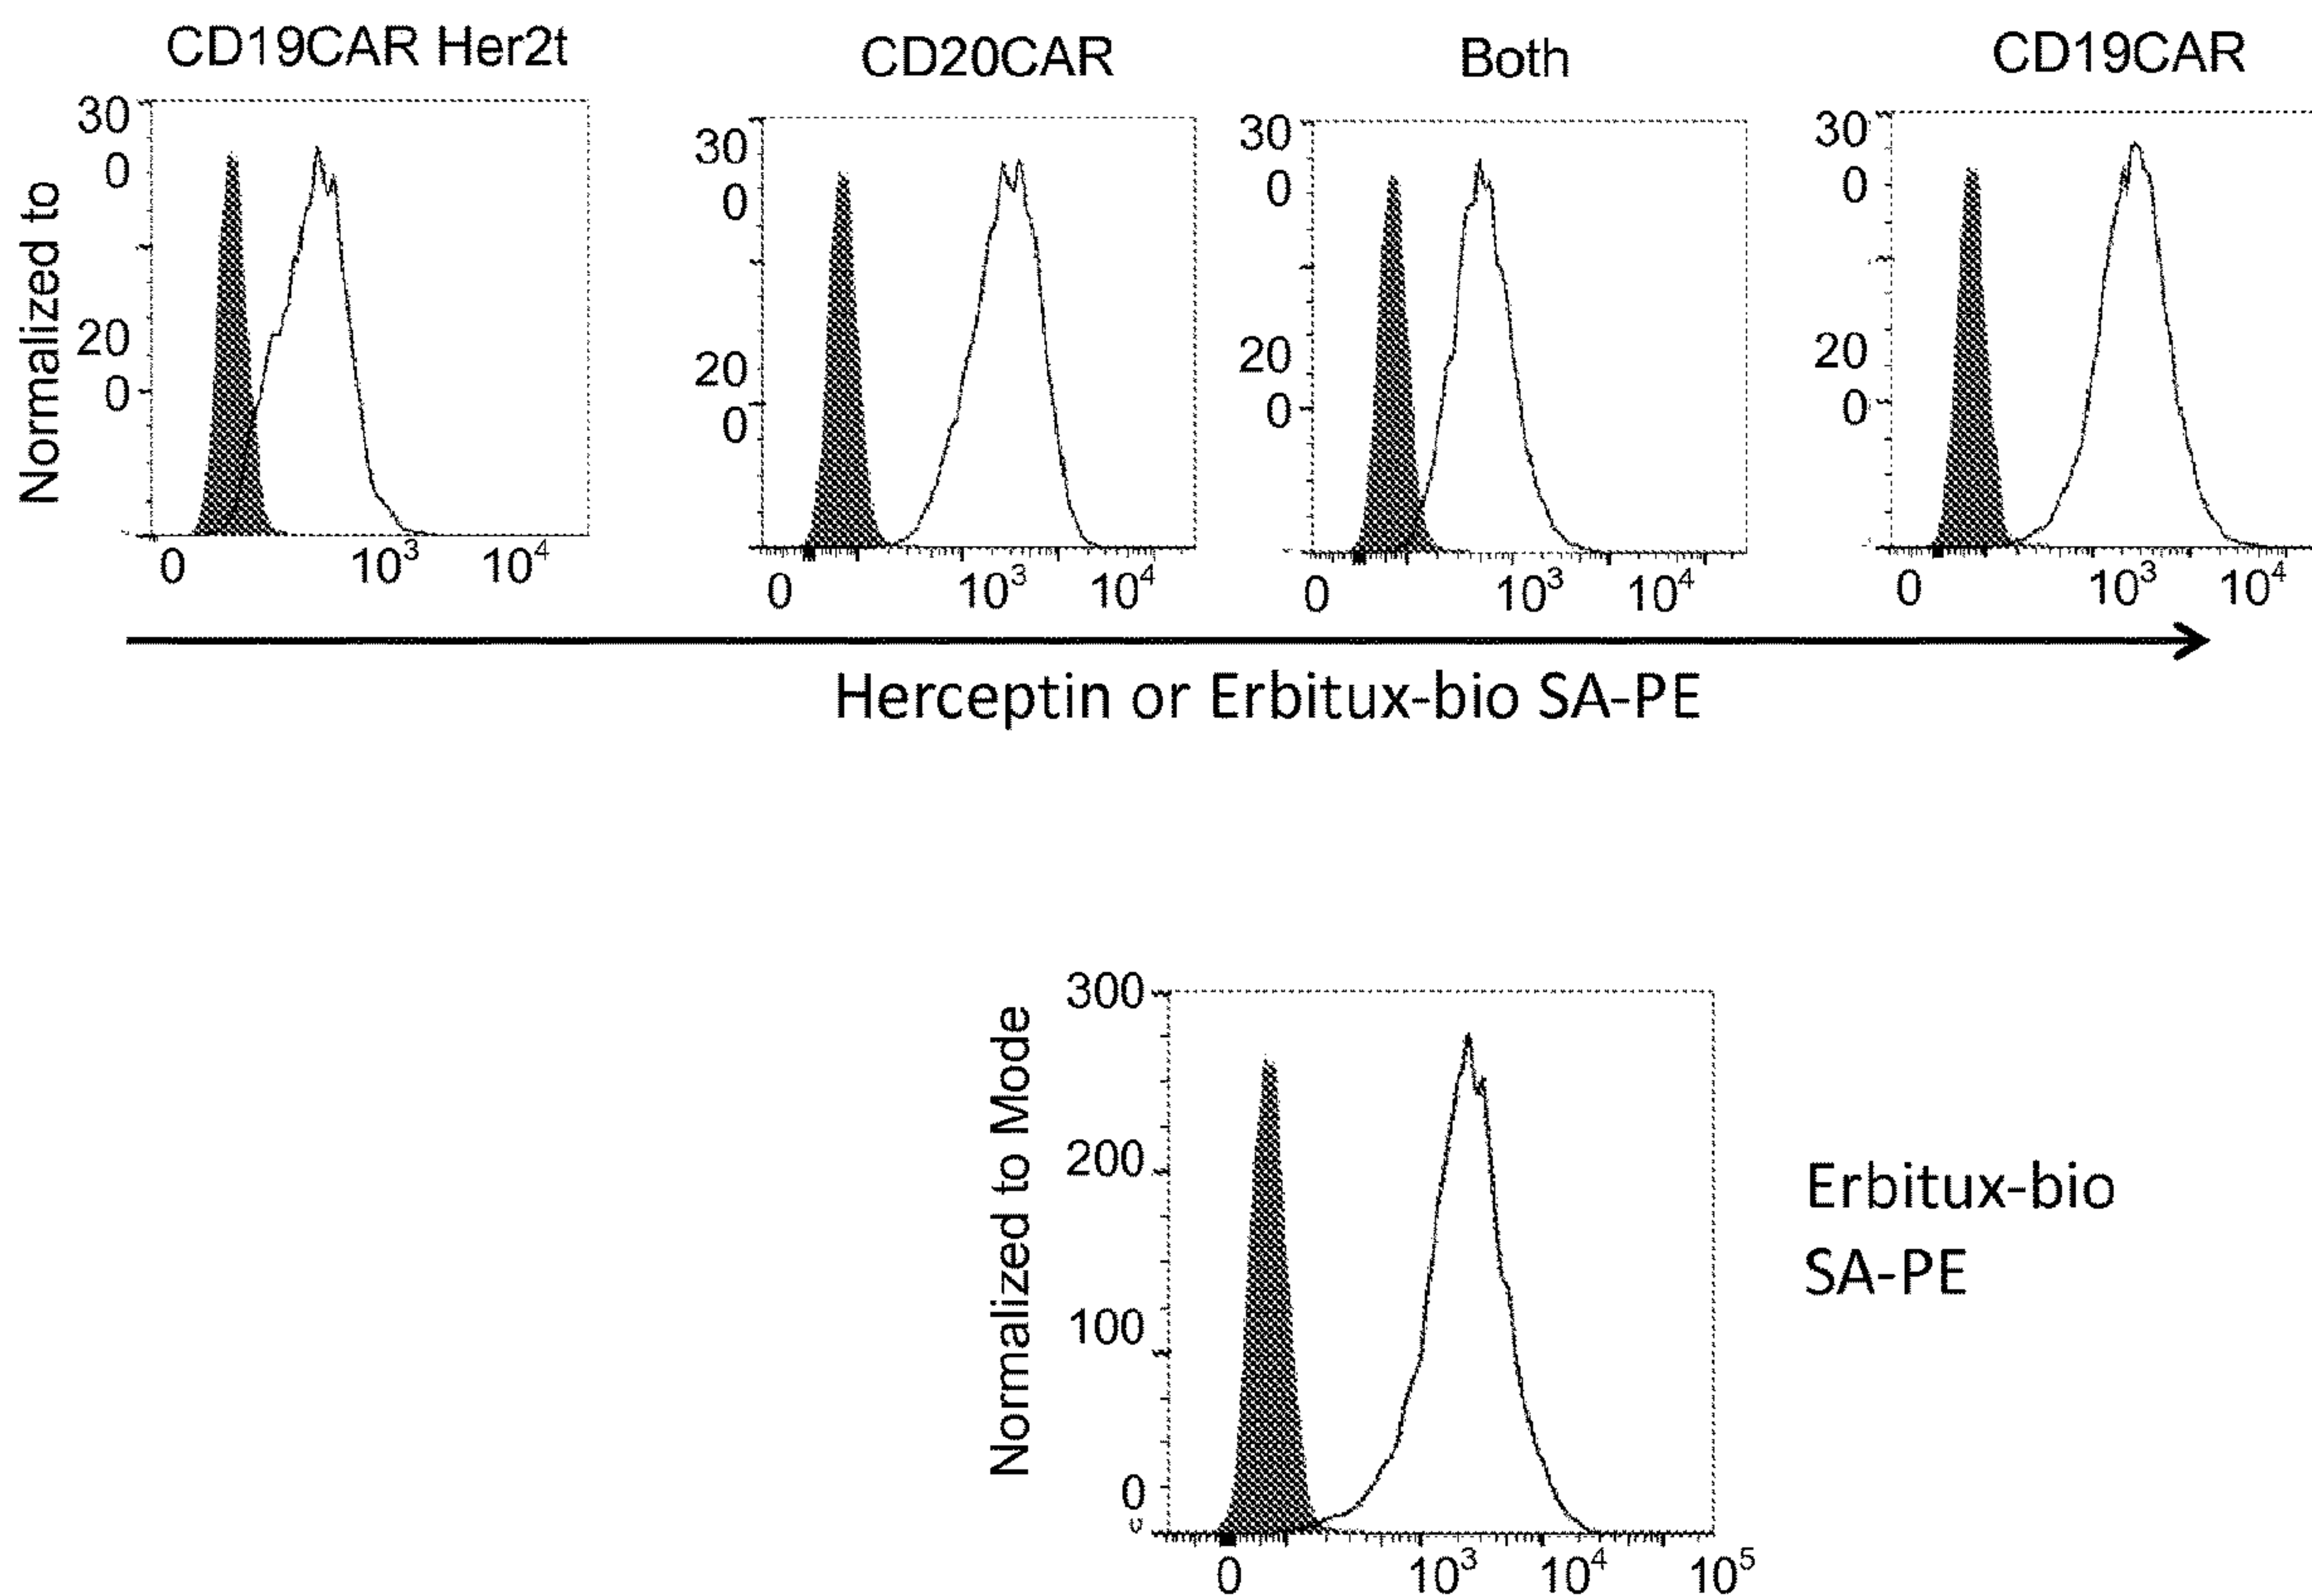 CD19CAR Her2t CD20CAR Both CD19CAR
Normalized to
30
0
20
0
0 10³ 10⁴
30
0
20
0
0 10³ 10⁴
30
0
20
0
0 10³ 10⁴
30
0
20
0
0 10³ 10⁴
Herceptin or Erbitux-bio SA-PE
Normalized to Mode
300
200
100
0
0 10³ 10⁴ 10⁵
Erbitux-bio
SA-PE